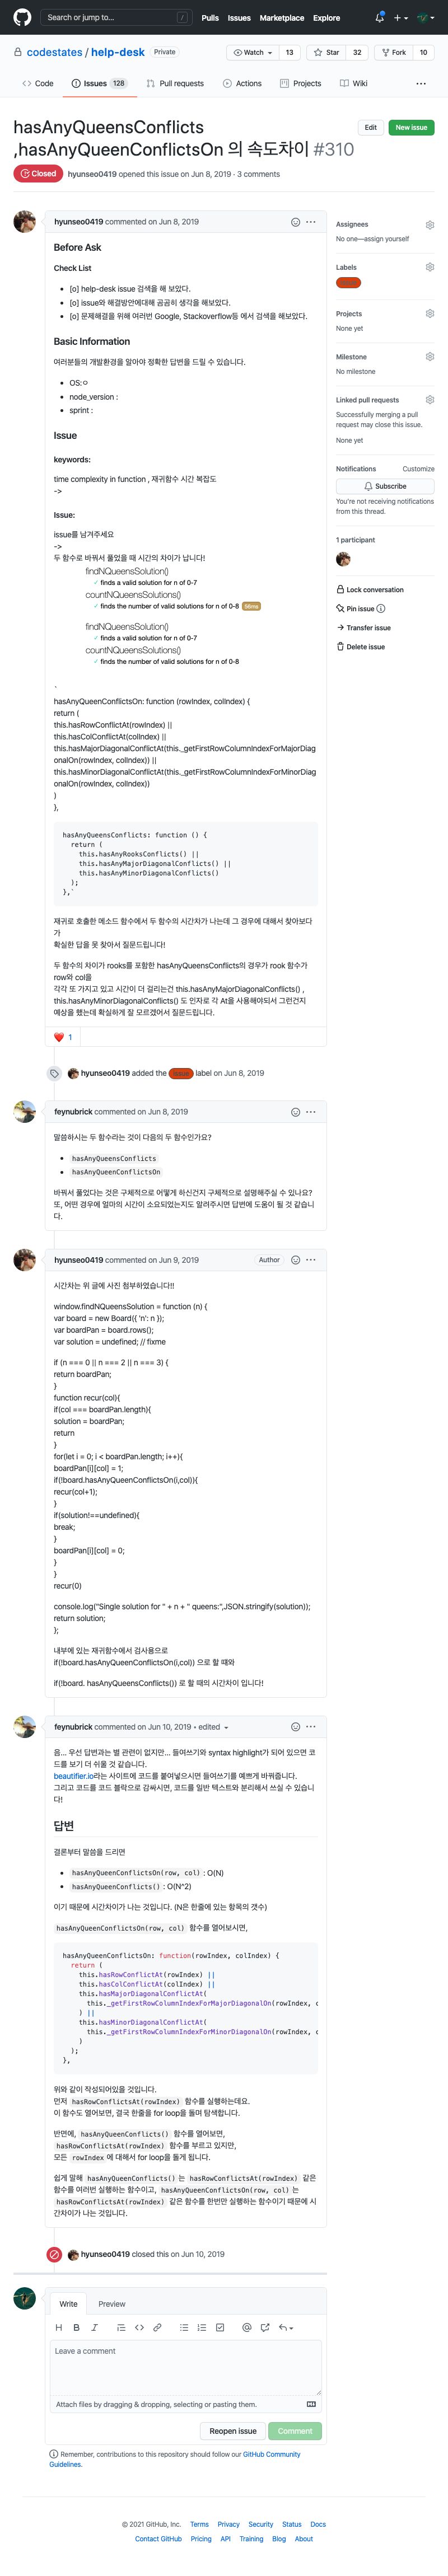 Search or jump to...
/
Pulls Issues Marketplace Explore
codestates / help-desk Private
Watch 13 Star 32 Fork 10
Code Issues 128 Pull requests Actions Projects Wiki
hasAnyQueensConflicts
,hasAnyQueenConflictsOn 의 속도차이 #310
Edit New issue
Closed hyunseo0419 opened this issue on Jun 8, 2019 · 3 comments
hyunseo0419 commented on Jun 8, 2019
Before Ask
Check List
[o] help-desk issue 검색을 해 보았다.
[o] issue와 해결방안에대해 곰곰히 생각을 해보았다.
[o] 문제해결을 위해 여러번 Google, Stackoverflow등 에서 검색을 해보았다.
Basic Information
여러분들의 개발환경을 알아야 정확한 답변을 드릴 수 있습니다.
OS:ㅇ
node_version :
sprint :
Issue
keywords:
time complexity in function , 재귀함수 시간 복잡도
->
Issue:
issue를 남겨주세요
->
두 함수로 바꿔서 풀었을 때 시간의 차이가 납니다!
findNQueensSolution()
✓ finds a valid solution for n of 0-7
countNQueensSolutions()
✓ finds the number of valid solutions for n of 0-8 56ms
findNQueensSolution()
✓ finds a valid solution for n of 0-7
countNQueensSolutions()
✓ finds the number of valid solutions for n of 0-8
`
hasAnyQueenConflictsOn: function (rowIndex, colIndex) {
return (
this.hasRowConflictAt(rowIndex) ||
this.hasColConflictAt(colIndex) ||
this.hasMajorDiagonalConflictAt(this._getFirstRowColumnIndexForMajorDiag
onalOn(rowIndex, colIndex)) ||
this.hasMinorDiagonalConflictAt(this._getFirstRowColumnIndexForMinorDiag
onalOn(rowIndex, colIndex))
)
},
hasAnyQueensConflicts: function () {
return (
this.hasAnyRooksConflicts() ||
this.hasAnyMajorDiagonalConflicts() ||
this.hasAnyMinorDiagonalConflicts()
);
},`
재귀로 호출한 메소드 함수에서 두 함수의 시간차가 나는데 그 경우에 대해서 찾아보다
가
확실한 답을 못 찾아서 질문드립니다!
두 함수의 차이가 rooks를 포함한 hasAnyQueensConflicts의 경우가 rook 함수가
row와 col을
각각 또 가지고 있고 시간이 더 걸리는건 this.hasAnyMajorDiagonalConflicts() ,
this.hasAnyMinorDiagonalConflicts() 도 인자로 각 At을 사용해야되서 그런건지
예상을 했는데 확실하게 잘 모르겠어서 질문드립니다.
❤️ 1
hyunseo0419 added the label on Jun 8, 2019
feynubrick commented on Jun 8, 2019
말씀하시는 두 함수라는 것이 다음의 두 함수인가요?
hasAnyQueensConflicts
hasAnyQueenConflictsOn
바꿔서 풀었다는 것은 구체적으로 어떻게 하신건지 구체적으로 설명해주실 수 있나요?
또, 어떤 경우에 얼마의 시간이 소요되었는지도 알려주시면 답변에 도움이 될 것 같습니
다.
hyunseo0419 commented on Jun 9, 2019 Author
시간차는 위 글에 사진 첨부하였습니다!!
window.findNQueensSolution = function (n) {
var board = new Board({ 'n': n });
var boardPan = board.rows();
var solution = undefined; // fixme
if (n === 0 || n === 2 || n === 3) {
return boardPan;
}
function recur(col){
if(col === boardPan.length){
solution = boardPan;
return
}
for(let i = 0; i < boardPan.length; i++){
boardPan[i][col] = 1;
if(!board.hasAnyQueenConflictsOn(i,col)){
recur(col+1);
}
if(solution!==undefined){
break;
}
boardPan[i][col] = 0;
}
}
recur(0)
console.log("Single solution for " + n + " queens:",JSON.stringify(solution));
return solution;
};
내부에 있는 재귀함수에서 검사용으로
if(!board.hasAnyQueenConflictsOn(i,col)) 으로 할 때와
if(!board. hasAnyQueensConflicts()) 로 할 때의 시간차이 입니다!
feynubrick commented on Jun 10, 2019 • edited
음... 우선 답변과는 별 관련이 없지만... 들여쓰기와 syntax highlight가 되어 있으면 코
드를 보기 더 쉬울 것 같습니다.
beautifier.io라는 사이트에 코드를 붙여넣으시면 들여쓰기를 예쁘게 바꿔줍니다.
그리고 코드를 코드 블락으로 감싸시면, 코드를 일반 텍스트와 분리해서 쓰실 수 있습니
다!
답변
결론부터 말씀을 드리면
hasAnyQueenConflictsOn(row, col) : O(N)
hasAnyQueenConflicts() : O(N^2)
이기 때문에 시간차이가 나는 것입니다. (N은 한줄에 있는 항목의 갯수)
hasAnyQueenConflictsOn(row, col) 함수를 열어보시면,
hasAnyQueenConflictsOn: function(rowIndex, colIndex) {
return (
this.hasRowConflictAt(rowIndex) ||
this.hasColConflictAt(colIndex) ||
this.hasMajorDiagonalConflictAt(
this._getFirstRowColumnIndexForMajorDiagonalOn(rowIndex, c
) ||
this.hasMinorDiagonalConflictAt(
this._getFirstRowColumnIndexForMinorDiagonalOn(rowIndex, c
)
);
},
위와 같이 작성되어있을 것입니다.
먼저 hasRowConflictsAt(rowIndex) 함수를 실행하는데요.
이 함수도 열어보면, 결국 한줄을 for loop을 돌며 탐색합니다.
반면에, hasAnyQueenConflicts() 함수를 열어보면,
hasRowConflictsAt(rowIndex) 함수를 부르고 있지만,
모든 rowIndex 에 대해서 for loop을 돌게 됩니다.
쉽게 말해 hasAnyQueenConflicts() 는 hasRowConflictsAt(rowIndex) 같은
함수를 여러번 실행하는 함수이고, hasAnyQueenConflictsOn(row, col) 는
hasRowConflictsAt(rowIndex) 같은 함수를 한번만 실행하는 함수이기 때문에 시
간차이가 나는 것입니다.
hyunseo0419 closed this on Jun 10, 2019
Write Preview
Leave a comment
Attach files by dragging & dropping, selecting or pasting them.
Reopen issue Comment
Remember, contributions to this repository should follow our GitHub Community
Guidelines.
Assignees
No one—assign yourself
Labels
Projects
None yet
Milestone
No milestone
Linked pull requests
Successfully merging a pull
request may close this issue.
None yet
Notifications Customize
Subscribe
You're not receiving notifications
from this thread.
1 participant
Lock conversation
Pin issue
Transfer issue
Delete issue
© 2021 GitHub, Inc. Terms Privacy Security Status Docs
Contact GitHub Pricing API Training Blog About